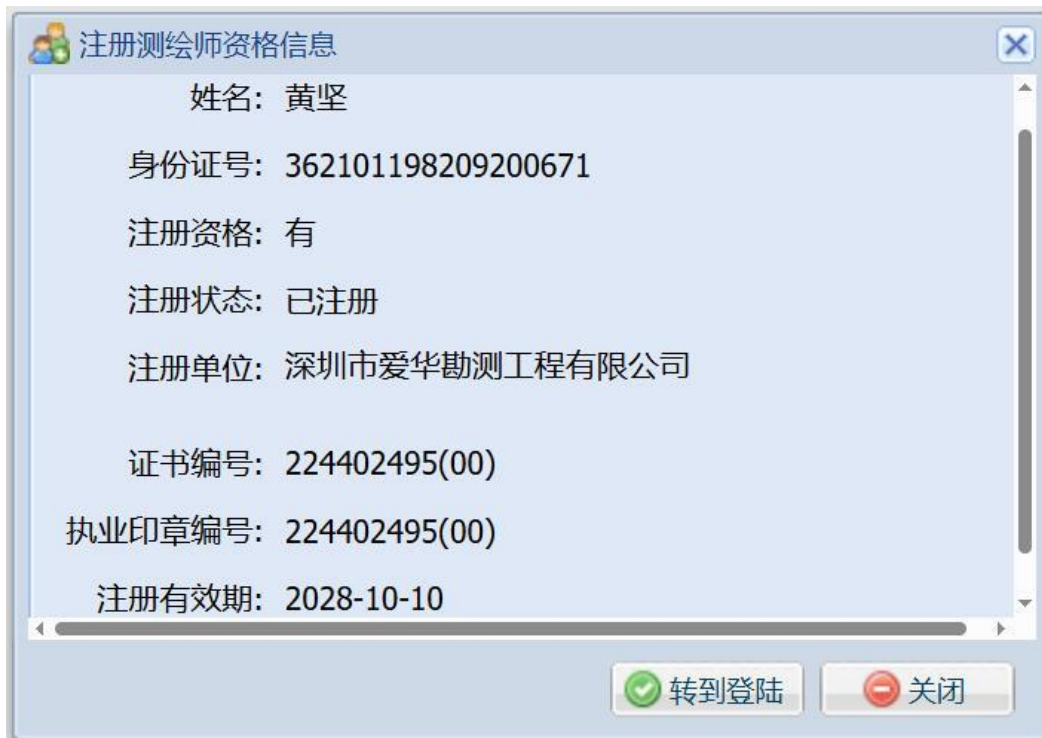 注册测绘师资格信息
姓名: 黄坚
身份证号: 362101198209200671
注册资格: 有
注册状态: 已注册
注册单位: 深圳市爱华勘测工程有限公司
证书编号: 224402495(00)
执业印章编号: 224402495(00)
注册有效期: 2028-10-10
转到登陆 关闭